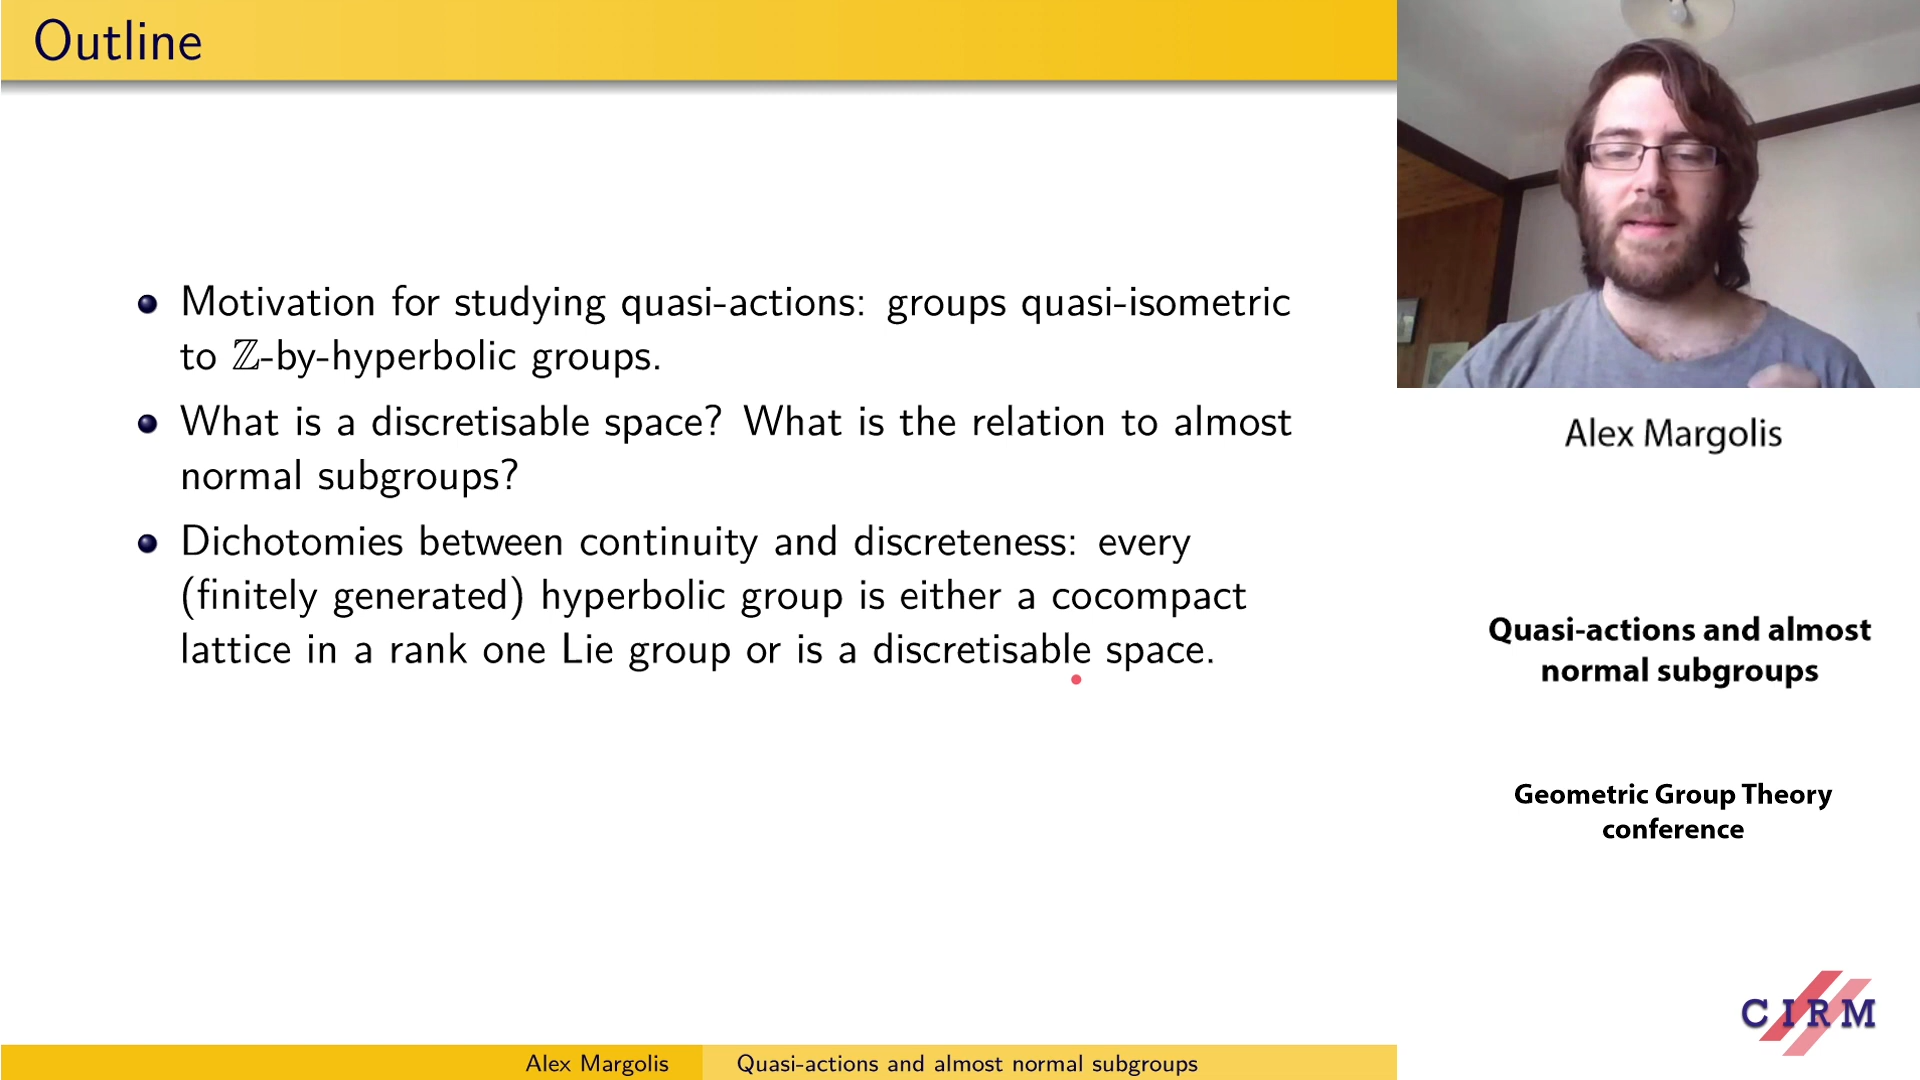 Outline
Motivation for studying quasi-actions: groups quasi-isometric
to ℤ-by-hyperbolic groups.
What is a discretisable space? What is the relation to almost
normal subgroups?
Dichotomies between continuity and discreteness: every
(finitely generated) hyperbolic group is either a cocompact
lattice in a rank one Lie group or is a discretisable space.
Alex Margolis
Quasi-actions and almost
normal subgroups
Geometric Group Theory
conference
CIRM
Alex Margolis Quasi-actions and almost normal subgroups